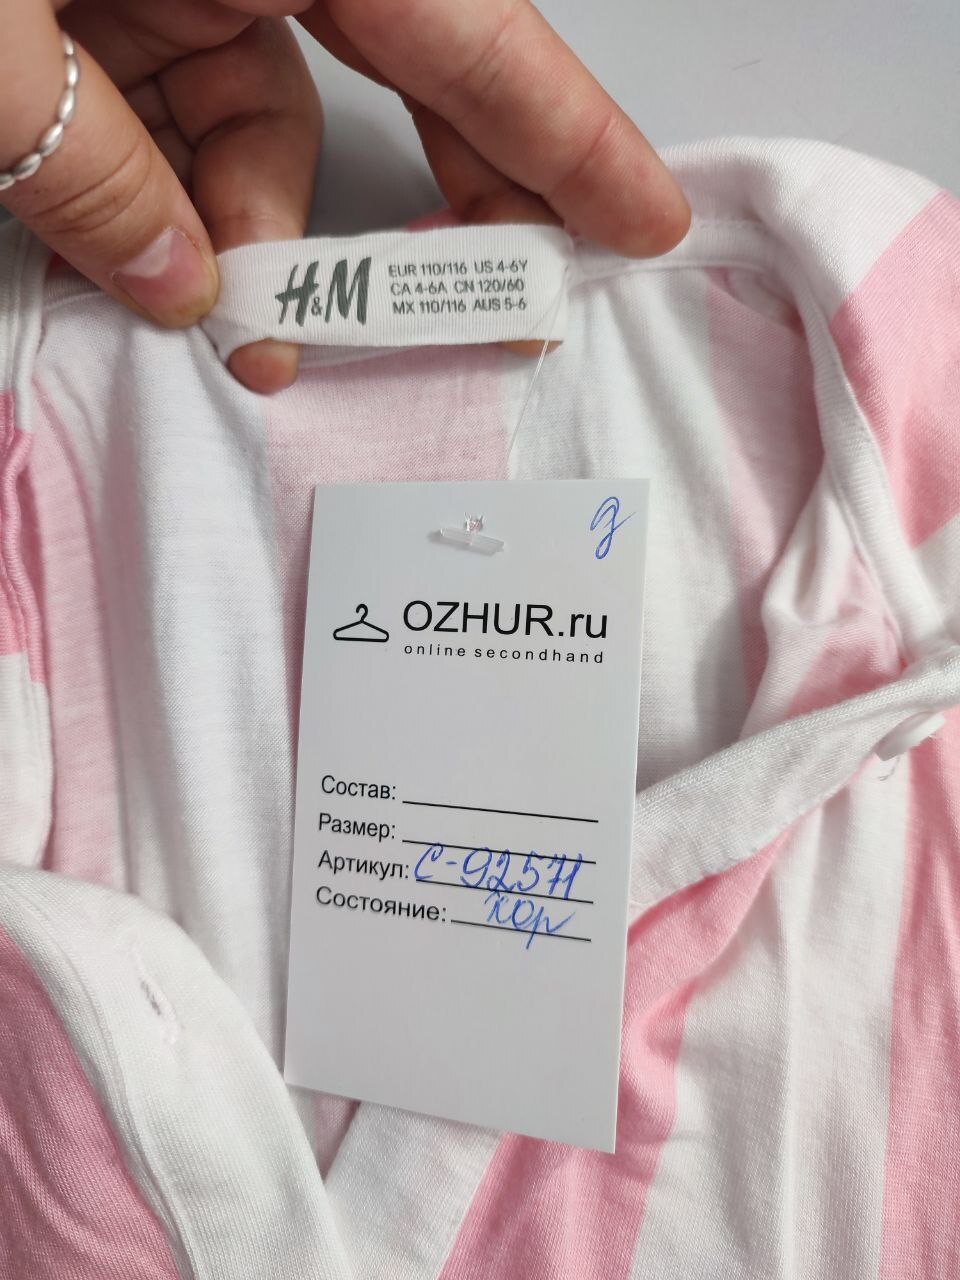 H&M
EUR 110/116 US 4-6Y
CA 4-6A CN 120/60
MX 110/116 AUS 5-6
д
OZHUR.ru
online secondhand
Состав:
Размер:
Артикул: С-92571
Состояние: хор